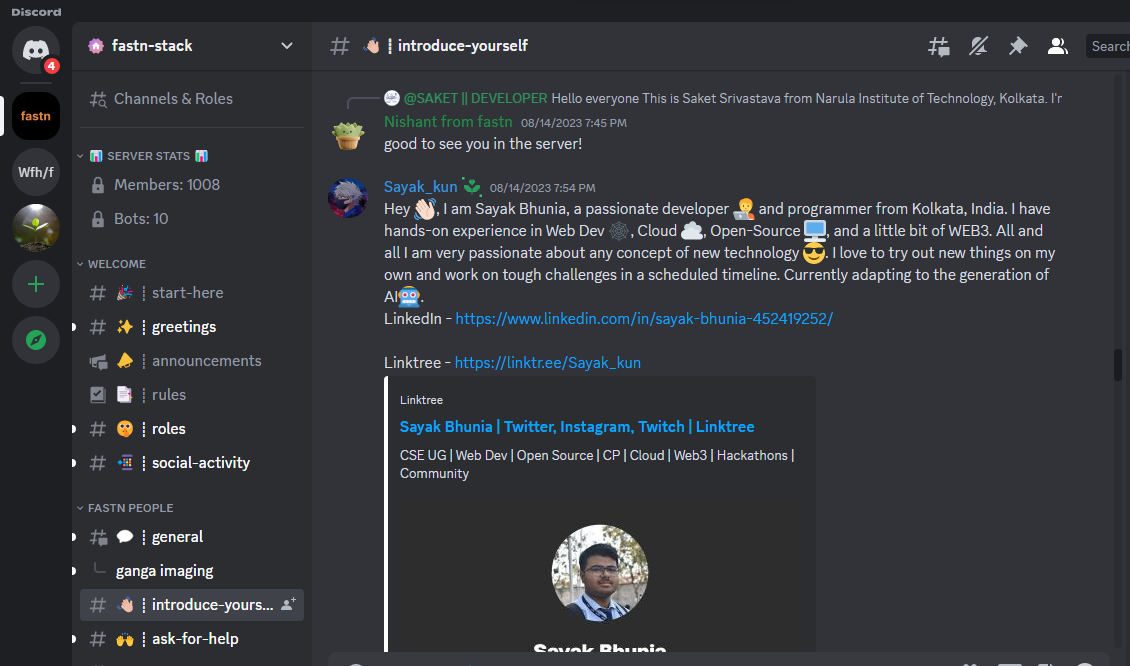 Discord
4
fastn
Wfh/f
fastn-stack
Channels & Roles
SERVER STATS
Members: 1008
Bots: 10
WELCOME
start-here
greetings
announcements
rules
roles
social-activity
FASTN PEOPLE
general
ganga imaging
introduce-yours...
ask-for-help
introduce-yourself
Search
@SAKET || DEVELOPER Hello everyone This is Saket Srivastava from Narula Institute of Technology, Kolkata. I'r
Nishant from fastn 08/14/2023 7:45 PM
good to see you in the server!
Sayak_kun 08/14/2023 7:54 PM
Hey 👋, I am Sayak Bhunia, a passionate developer 🧑‍💻 and programmer from Kolkata, India. I have
hands-on experience in Web Dev 🕸️, Cloud ☁️, Open-Source 🖥️, and a little bit of WEB3. All and
all I am very passionate about any concept of new technology 😎. I love to try out new things on my
own and work on tough challenges in a scheduled timeline. Currently adapting to the generation of
AI🤖.
LinkedIn - https://www.linkedin.com/in/sayak-bhunia-452419252/
Linktree - https://linktr.ee/Sayak_kun
Linktree
Sayak Bhunia | Twitter, Instagram, Twitch | Linktree
CSE UG | Web Dev | Open Source | CP | Cloud | Web3 | Hackathons |
Community
Sayak Bhunia